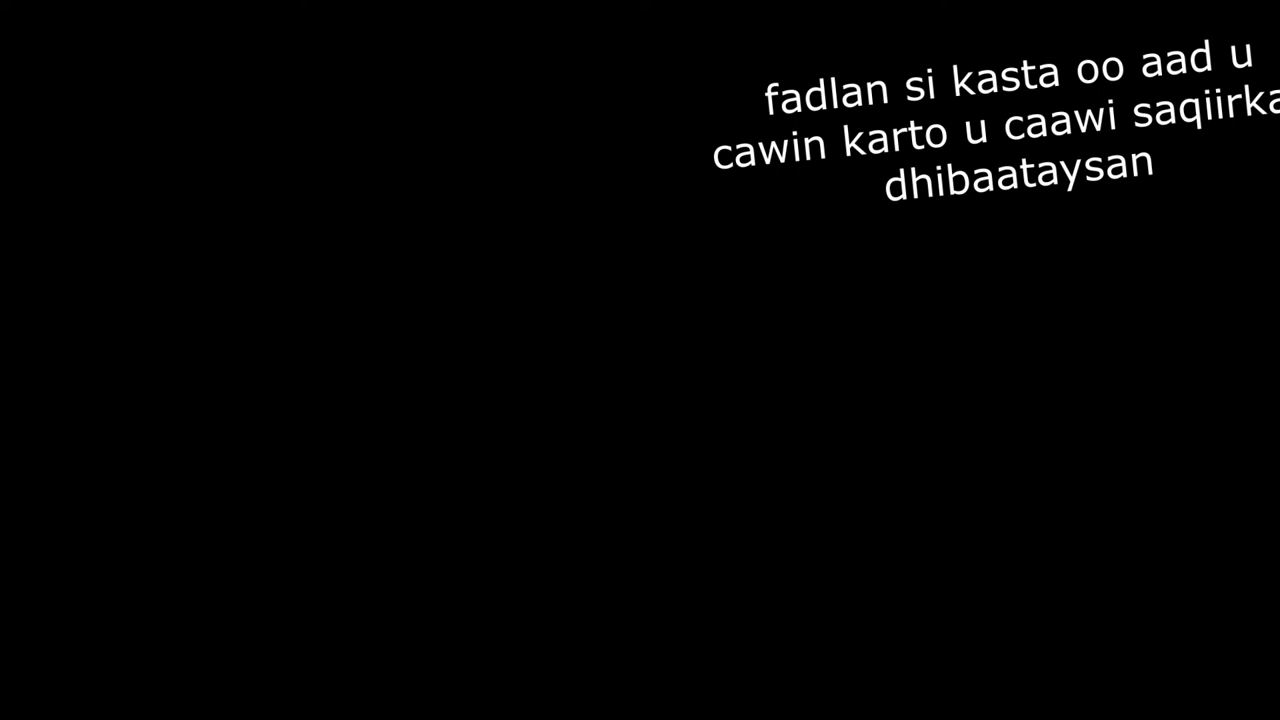 fadlan si kasta oo aad u
cawin karto u caawi saqiirka
dhibaataysan